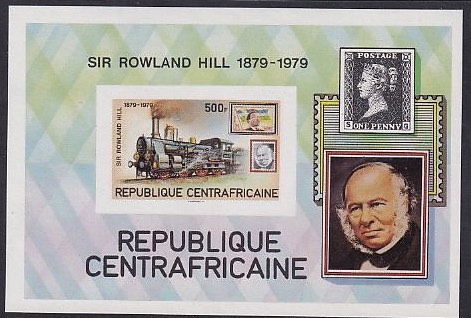 SIR ROWLAND HILL 1879-1979
1879-1979
500F
SIR ROWLAND HILL
REPUBLIQUE CENTRAFRICAINE
POSTAGE
S ONE PENNY G
REPUBLIQUE
CENTRAFRICAINE